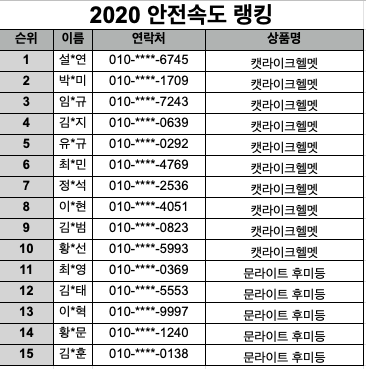 2020 안전속도 랭킹
순위 이름 연락처 상품명
1 설*연 010-****-6745 캣라이크헬멧
2 박*미 010-****-1709 캣라이크헬멧
3 임*규 010-****-7243 캣라이크헬멧
4 김*지 010-****-0639 캣라이크헬멧
5 유*규 010-****-0292 캣라이크헬멧
6 최*민 010-****-4769 캣라이크헬멧
7 정*석 010-****-2536 캣라이크헬멧
8 이*현 010-****-4051 캣라이크헬멧
9 김*범 010-****-0823 캣라이크헬멧
10 황*선 010-****-5993 캣라이크헬멧
11 최*영 010-****-0369 문라이트 후미등
12 김*태 010-****-5553 문라이트 후미등
13 이*혁 010-****-9997 문라이트 후미등
14 황*문 010-****-1240 문라이트 후미등
15 김*훈 010-****-0138 문라이트 후미등